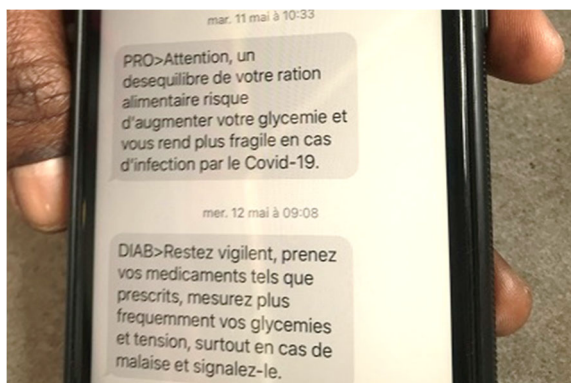 mar. 11 mai à 10:33
PRO>Attention, un
desequilibre de votre ration
alimentaire risque
d'augmenter votre glycemie et
vous rend plus fragile en cas
d'infection par le Covid-19.
mer. 12 mai à 09:08
DIAB>Restez vigilent, prenez
vos medicaments tels que
prescrits, mesurez plus
frequemment vos glycemies
et tension, surtout en cas de
malaise et signalez-le.